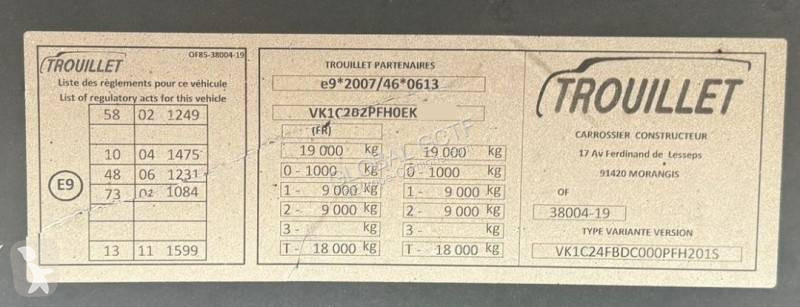 TROUILLET
OF85-38004-19
Liste des règlements pour ce véhicule
List of regulatory acts for this vehicle
58 02 1249
10 04 1475
E9
48 06 1231
73 02 1084
13 11 1599
TROUILLET PARTENAIRES
e9*2007/46*0613
VK1C2B2PFH0EK
(FR)
19 000 kg 19 000 kg
0 - 1000 kg 0 - 1000 kg
1 - 9 000 kg 1 - 9 000 kg
2 - 9 000 kg 2 - 9 000 kg
3 - kg 3 - kg
T - 18 000 kg T - 18 000 kg
TROUILLET
CARROSSIER CONSTRUCTEUR
17 Av Ferdinand de Lesseps
91420 MORANGIS
OF
38004-19
TYPE VARIANTE VERSION
VK1C24FBDC000PFH201S